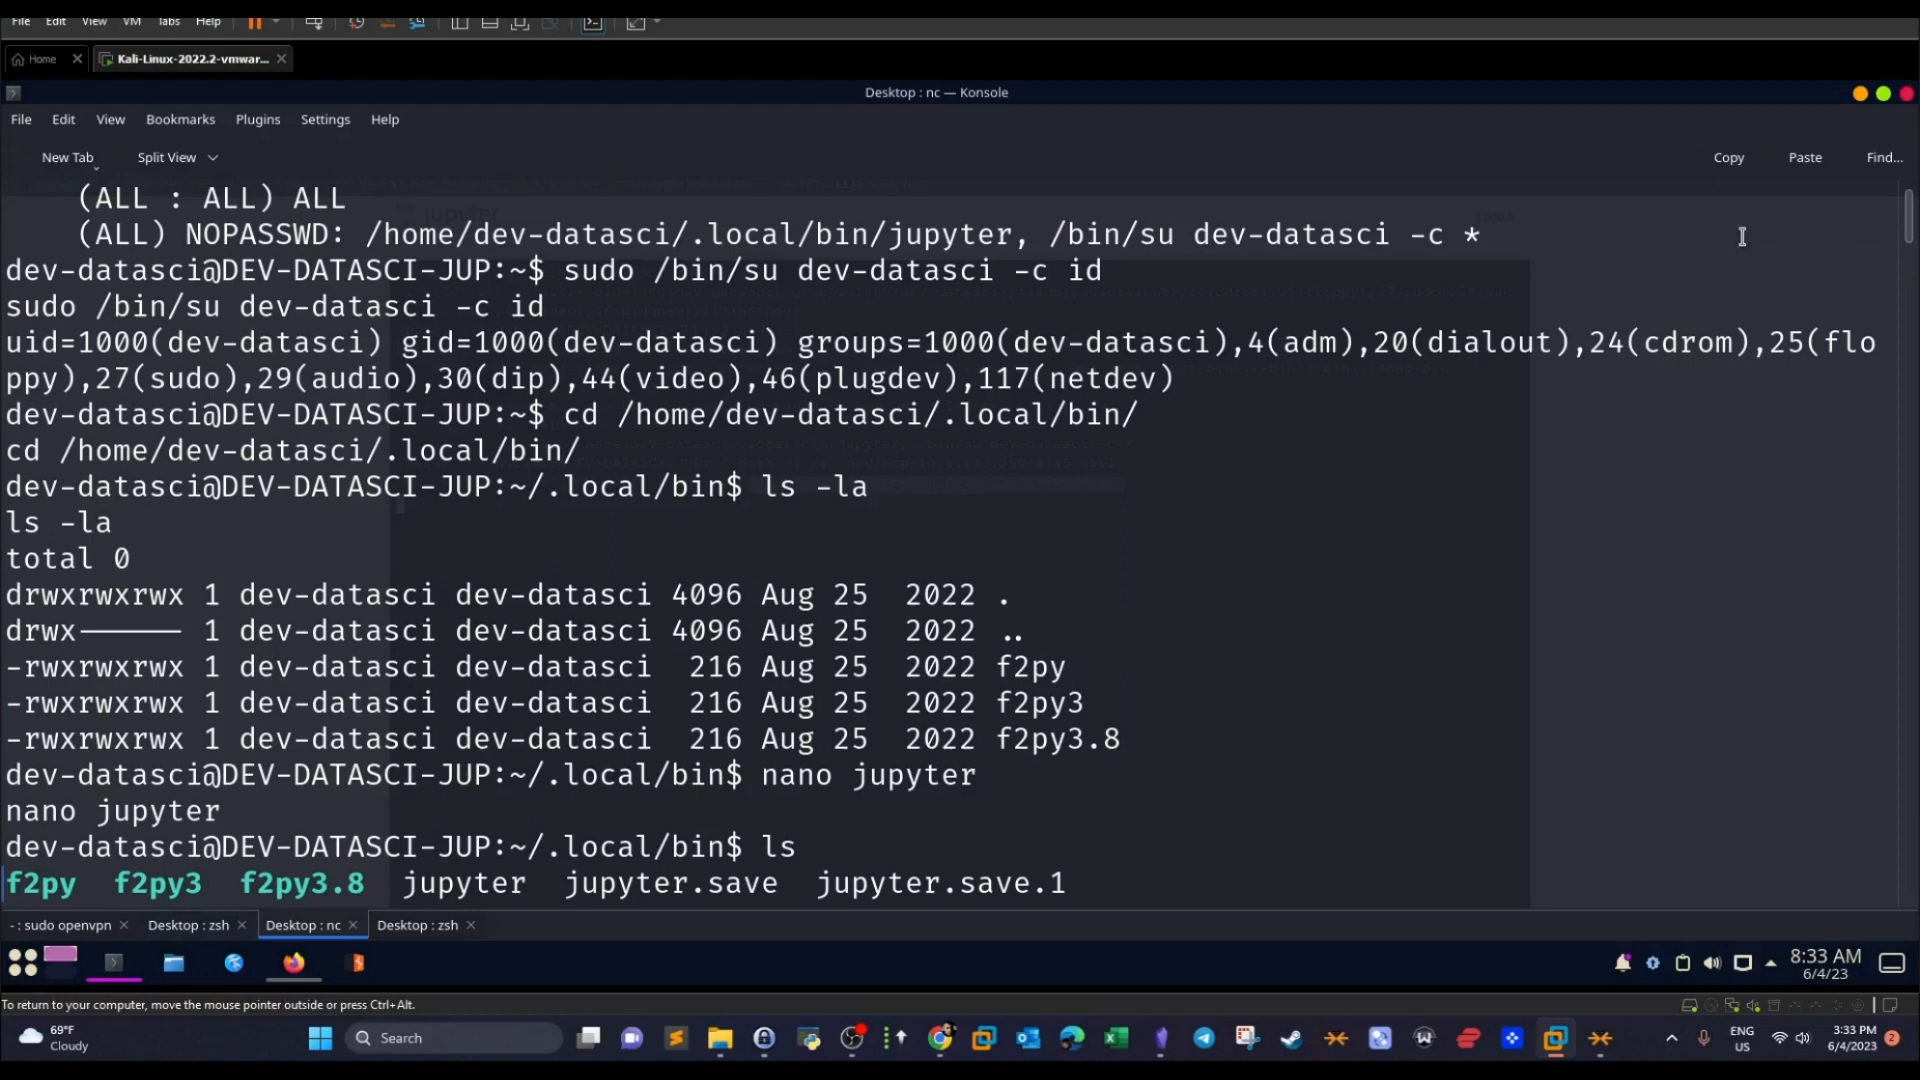 File Edit View VM Tabs Help
Home Kali-Linux-2022.2-vmwar...
Desktop : nc — Konsole
File Edit View Bookmarks Plugins Settings Help
New Tab Split View Copy Paste Find...
(ALL : ALL) ALL
(ALL) NOPASSWD: /home/dev-datasci/.local/bin/jupyter, /bin/su dev-datasci -c *
dev-datasci@DEV-DATASCI-JUP:~$ sudo /bin/su dev-datasci -c id
sudo /bin/su dev-datasci -c id
uid=1000(dev-datasci) gid=1000(dev-datasci) groups=1000(dev-datasci),4(adm),20(dialout),24(cdrom),25(flo
ppy),27(sudo),29(audio),30(dip),44(video),46(plugdev),117(netdev)
dev-datasci@DEV-DATASCI-JUP:~$ cd /home/dev-datasci/.local/bin/
cd /home/dev-datasci/.local/bin/
dev-datasci@DEV-DATASCI-JUP:~/.local/bin$ ls -la
ls -la
total 0
drwxrwxrwx 1 dev-datasci dev-datasci 4096 Aug 25 2022 .
drwx------ 1 dev-datasci dev-datasci 4096 Aug 25 2022 ..
-rwxrwxrwx 1 dev-datasci dev-datasci 216 Aug 25 2022 f2py
-rwxrwxrwx 1 dev-datasci dev-datasci 216 Aug 25 2022 f2py3
-rwxrwxrwx 1 dev-datasci dev-datasci 216 Aug 25 2022 f2py3.8
dev-datasci@DEV-DATASCI-JUP:~/.local/bin$ nano jupyter
nano jupyter
dev-datasci@DEV-DATASCI-JUP:~/.local/bin$ ls
f2py f2py3 f2py3.8 jupyter jupyter.save jupyter.save.1
~ : sudo openvpn Desktop : zsh Desktop : nc Desktop : zsh
8:33 AM
6/4/23
To return to your computer, move the mouse pointer outside or press Ctrl+Alt.
69°F
Cloudy
Search
ENG
US
3:33 PM
6/4/2023
2